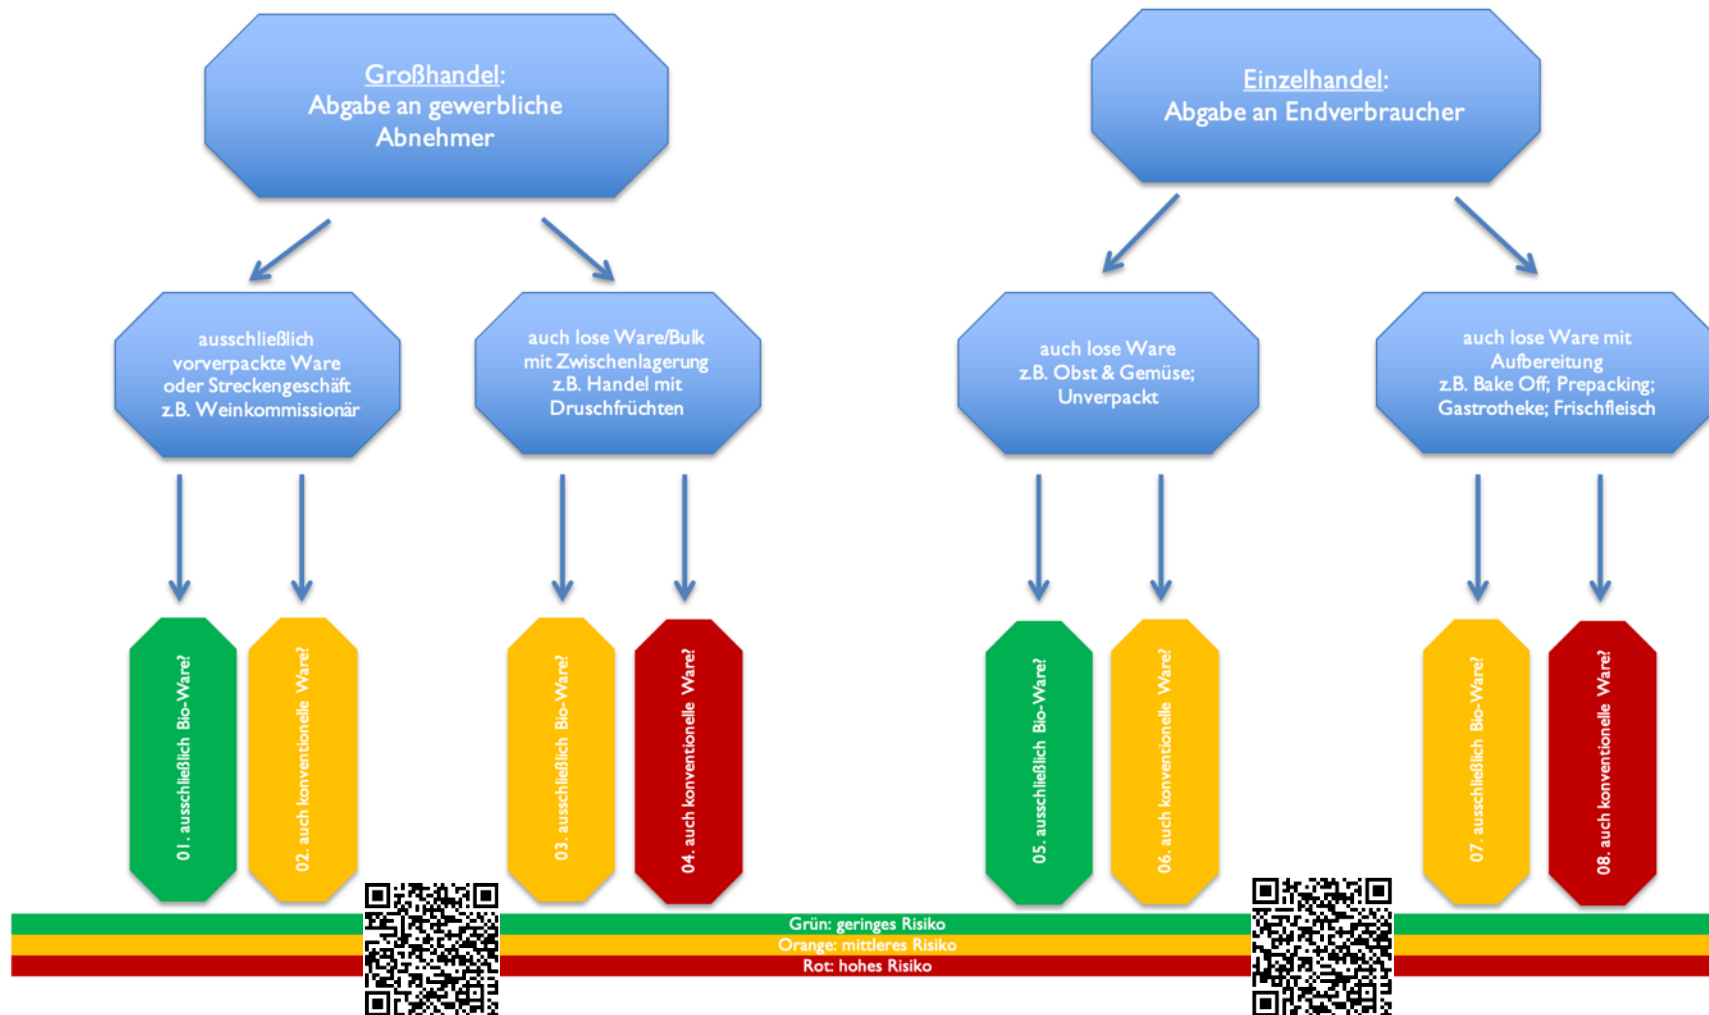 Großhandel:
Abgabe an gewerbliche
Abnehmer
Einzelhandel:
Abgabe an Endverbraucher
ausschließlich
vorverpackte Ware
oder Streckengeschäft
z.B. Weinkommissionär
auch lose Ware/Bulk
mit Zwischenlagerung
z.B. Handel mit
Druschfrüchten
auch lose Ware
z.B. Obst & Gemüse;
Unverpackt
auch lose Ware mit
Aufbereitung
z.B. Bake Off; Prepacking;
Gastrotheke; Frischfleisch
01. ausschließlich Bio-Ware?
02. auch konventionelle Ware?
03. ausschließlich Bio-Ware?
04. auch konventionelle Ware?
05. ausschließlich Bio-Ware?
06. auch konventionelle Ware?
07. ausschließlich Bio-Ware?
08. auch konventionelle Ware?
Grün: geringes Risiko
Orange: mittleres Risiko
Rot: hohes Risiko